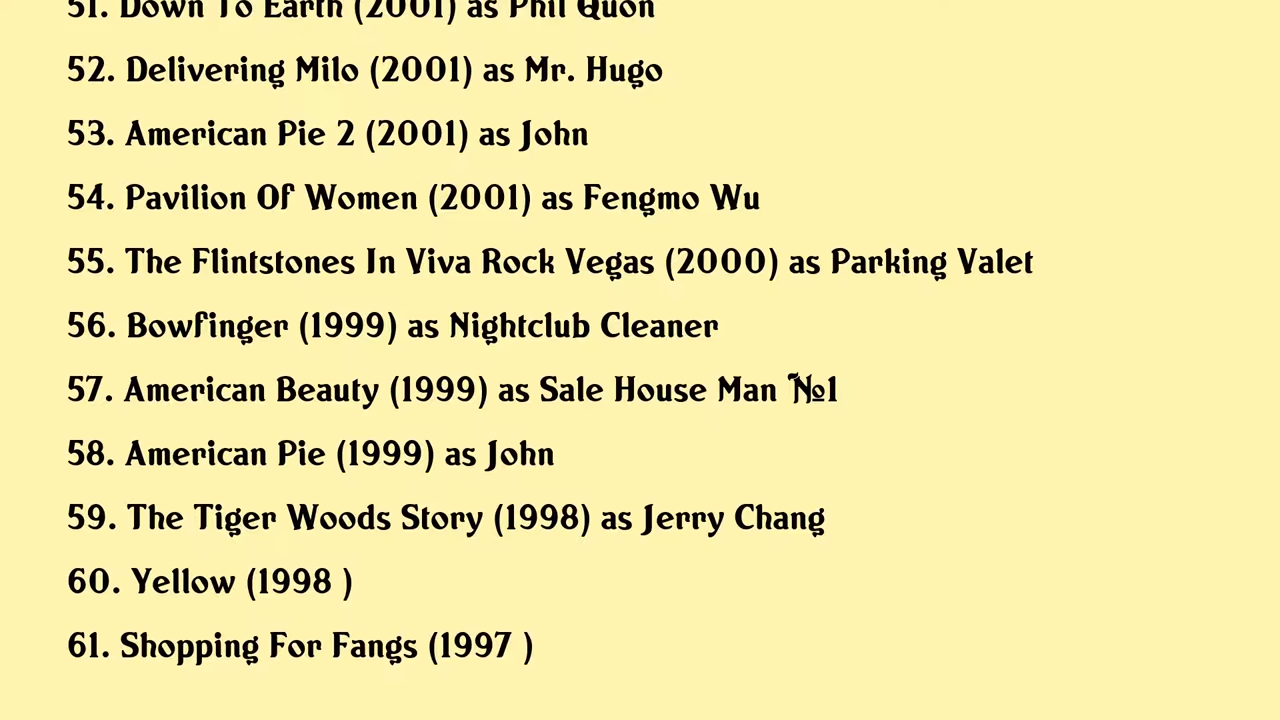 51. Down To Earth (2001) as Phil Quon
52. Delivering Milo (2001) as Mr. Hugo
53. American Pie 2 (2001) as John
54. Pavilion Of Women (2001) as Fengmo Wu
55. The Flintstones In Viva Rock Vegas (2000) as Parking Valet
56. Bowfinger (1999) as Nightclub Cleaner
57. American Beauty (1999) as Sale House Man №1
58. American Pie (1999) as John
59. The Tiger Woods Story (1998) as Jerry Chang
60. Yellow (1998 )
61. Shopping For Fangs (1997 )